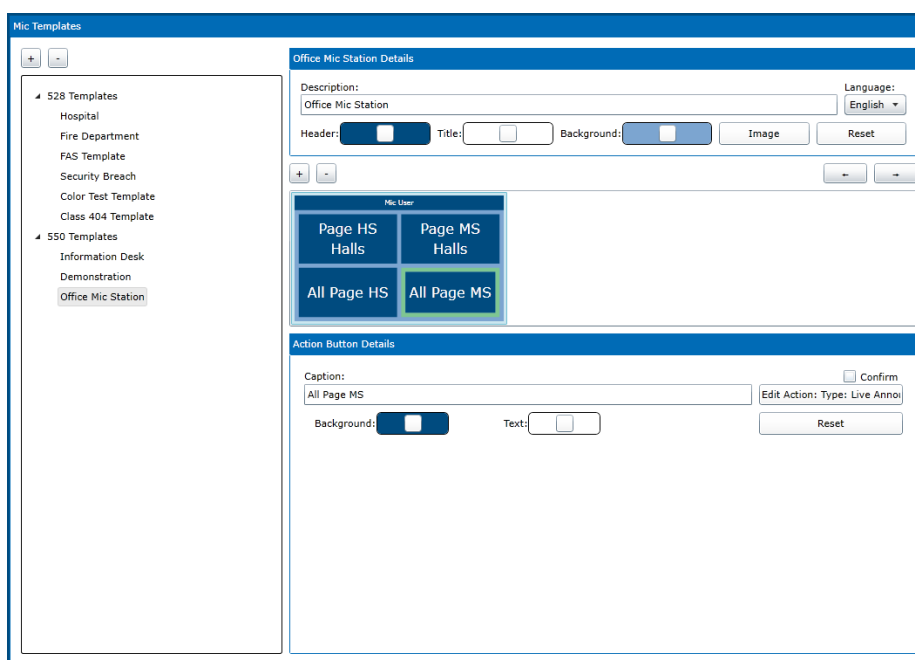 Mic Templates
+ -
528 Templates
Hospital
Fire Department
FAS Template
Security Breach
Color Test Template
Class 404 Template
550 Templates
Information Desk
Demonstration
Office Mic Station
Office Mic Station Details
Description: Language:
Office Mic Station English
Header: Title: Background: Image Reset
+ - ← →
Mic User
Page HS Page MS
Halls Halls
All Page HS All Page MS
Action Button Details
Caption: Confirm
All Page MS Edit Action: Type: Live
Background: Text: Reset